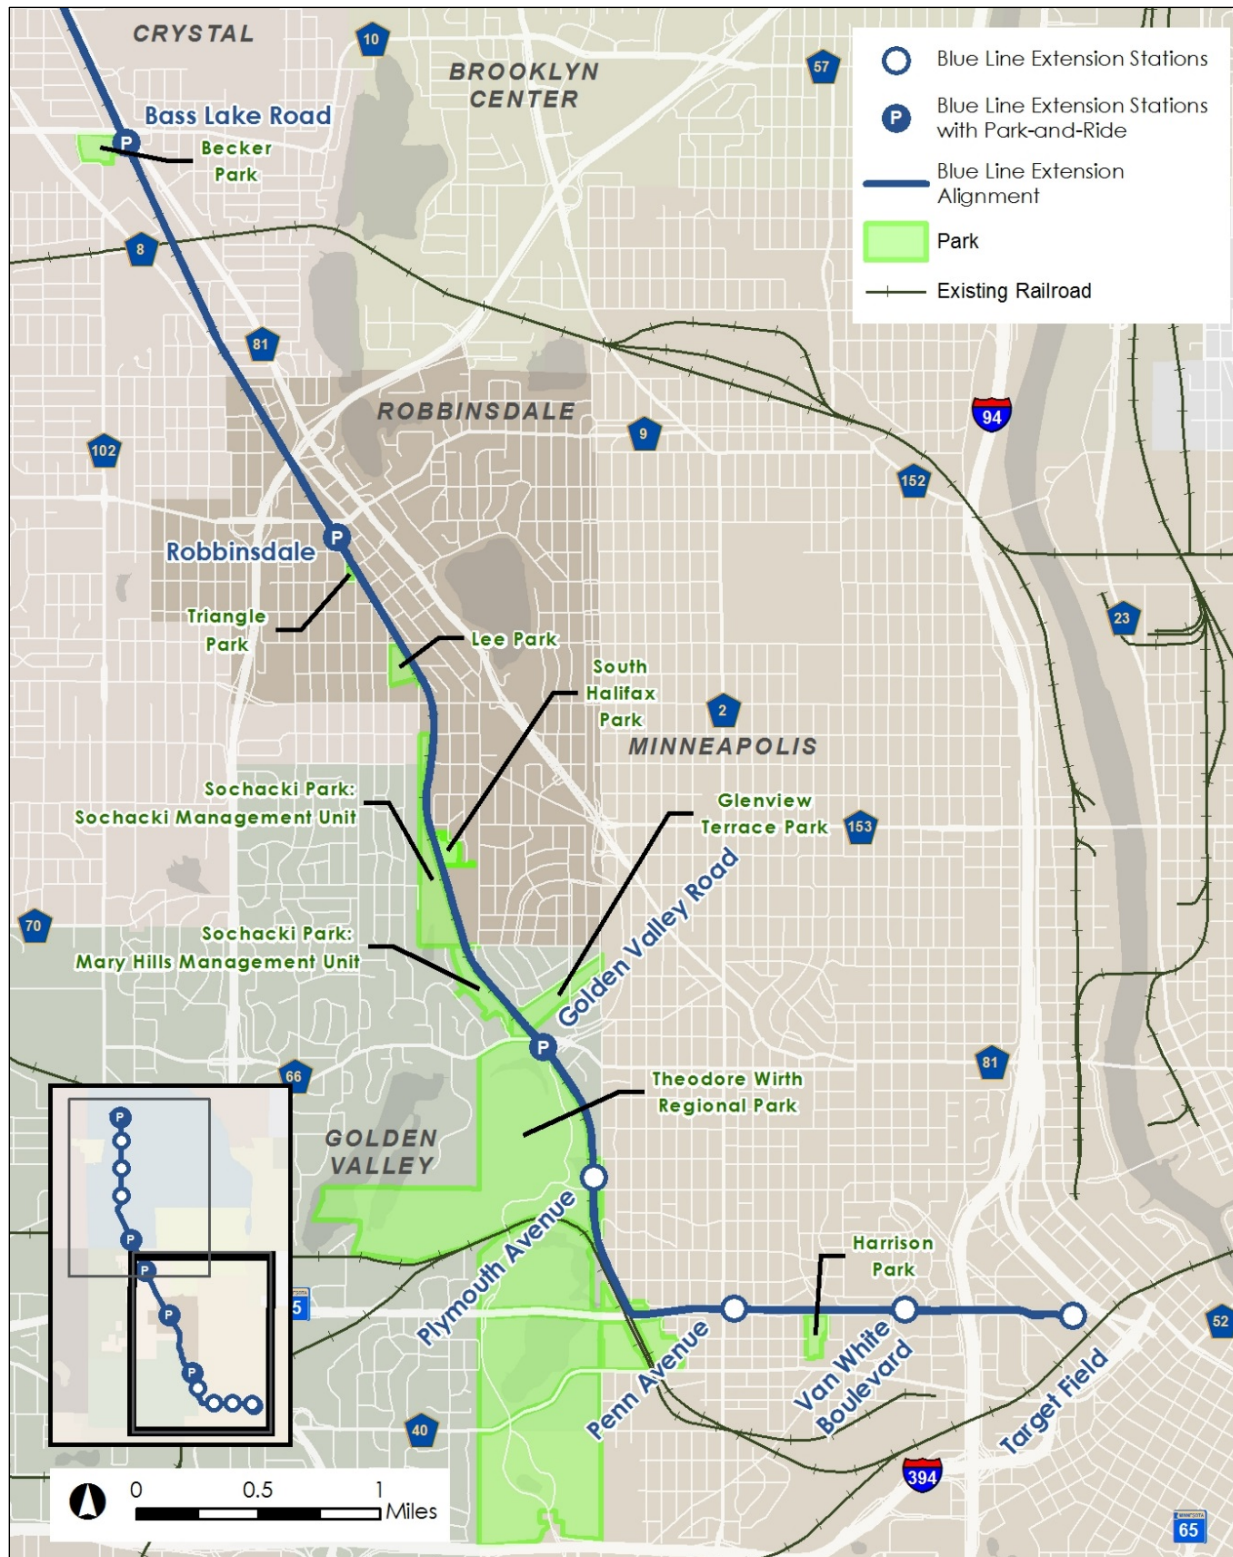 CRYSTAL
10
BROOKLYN
CENTER
57
Blue Line Extension Stations
P
Blue Line Extension Stations
with Park-and-Ride
Blue Line Extension
Alignment
Park
Existing Railroad
Bass Lake Road
P
Becker
Park
8
81
ROBBINSDALE
94
102
9
152
P
Robbinsdale
Triangle
Park
Lee Park
23
South
Halifax
Park
2
MINNEAPOLIS
Sochacki Park:
Sochacki Management Unit
Glenview
Terrace Park
153
70
Sochacki Park:
Mary Hills Management Unit
Golden Valley Road
P
66
81
Theodore Wirth
Regional Park
GOLDEN
VALLEY
P
P
P
P
P
Plymouth Avenue
Harrison
Park
5
52
Penn Avenue
Van White
Boulevard
Target Field
40
394
0 0.5 1
Miles
MINNESOTA
65